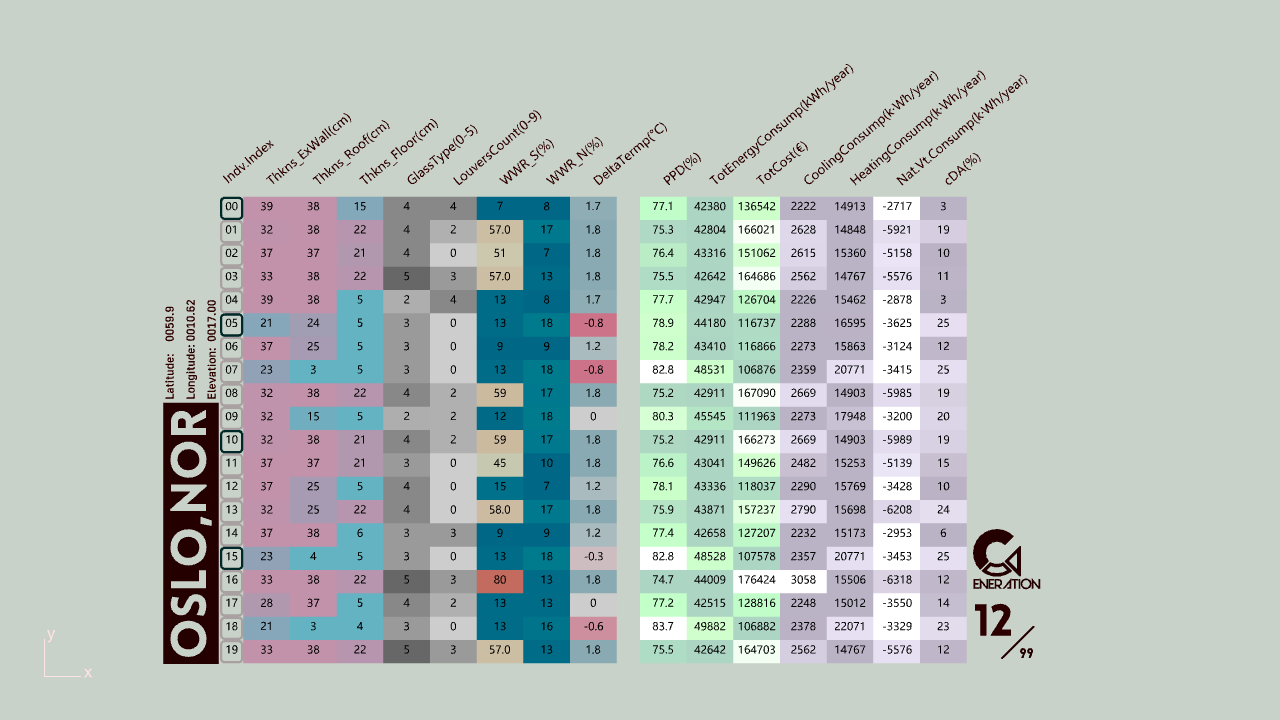 Indv.Index Thkns_ExWall(cm) Thkns_Roof(cm) Thkns_Floor(cm) GlassType(0-5) LouversCount(0-9) WWR_S(%) WWR_N(%) DeltaTermp(°C) PPD(%) TotEnergyConsump(kWh/year) TotCost(€) CoolingConsump(k·Wh/year) HeatingConsump(k·Wh/year) Nat.Vt.Consump(k·Wh/year) cDA(%)
00 39 38 15 4 4 7 8 1.7 77.1 42380 136542 2222 14913 -2717 3
01 32 38 22 4 2 57.0 17 1.8 75.3 42804 166021 2628 14848 -5921 19
02 37 37 21 4 0 51 7 1.8 76.4 43316 151062 2615 15360 -5158 10
03 33 38 22 5 3 57.0 13 1.8 75.5 42642 164686 2562 14767 -5576 11
04 39 38 5 2 4 13 8 1.7 77.7 42947 126704 2226 15462 -2878 3
05 21 24 5 3 0 13 18 -0.8 78.9 44180 116737 2288 16595 -3625 25
06 37 25 5 3 0 9 9 1.2 78.2 43410 116866 2273 15863 -3124 12
07 23 3 5 3 0 13 18 -0.8 82.8 48531 106876 2359 20771 -3415 25
08 32 38 22 4 2 59 17 1.8 75.2 42911 167090 2669 14903 -5985 19
09 32 15 5 2 2 12 18 0 80.3 45545 111963 2273 17948 -3200 20
10 32 38 21 4 2 59 17 1.8 75.2 42911 166273 2669 14903 -5989 19
11 37 37 21 3 0 45 10 1.8 76.6 43041 149626 2482 15253 -5139 15
12 37 25 5 4 0 15 7 1.2 78.1 43336 118037 2290 15769 -3428 10
13 32 25 22 4 0 58.0 17 1.8 75.9 43871 157237 2790 15698 -6208 24
14 37 38 6 3 3 9 9 1.2 77.4 42658 127207 2232 15173 -2953 6
15 23 4 5 3 0 13 18 -0.3 82.8 48528 107578 2357 20771 -3453 25
16 33 38 22 5 3 80 13 1.8 74.7 44009 176424 3058 15506 -6318 12
17 28 37 5 4 2 13 13 0 77.2 42515 128816 2248 15012 -3550 14
18 21 3 4 3 0 13 16 -0.6 83.7 49882 106882 2378 22071 -3329 23
19 33 38 22 5 3 57.0 13 1.8 75.5 42642 164703 2562 14767 -5576 12
Latitude: 0059.9
Longitude: 0010.62
Elevation: 0017.00
OSLO,NOR
GENERATION
12/99
y
x